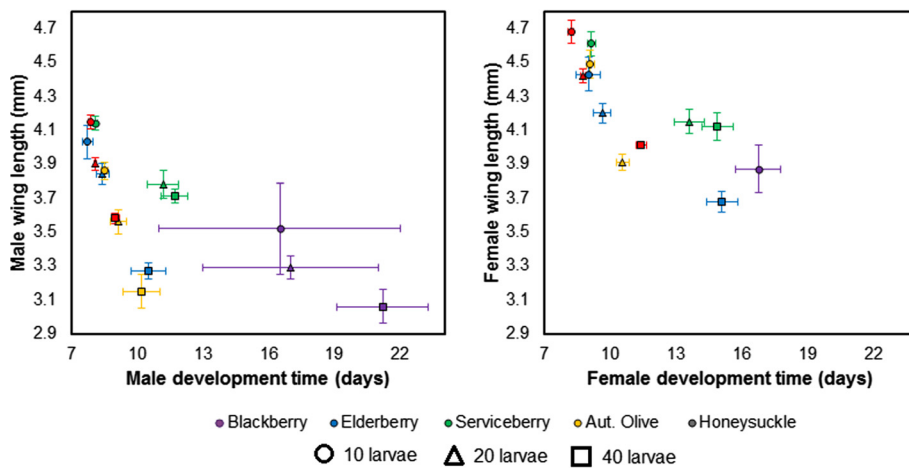 4.7
4.5
4.3
4.1
3.9
3.7
3.5
3.3
3.1
2.9
Male wing length (mm)
7 10 13 16 19 22
Male development time (days)
4.7
4.5
4.3
4.1
3.9
3.7
3.5
3.3
3.1
2.9
Female wing length (mm)
7 10 13 16 19 22
Female development time (days)
Blackberry Elderberry Serviceberry Aut. Olive Honeysuckle
10 larvae 20 larvae 40 larvae